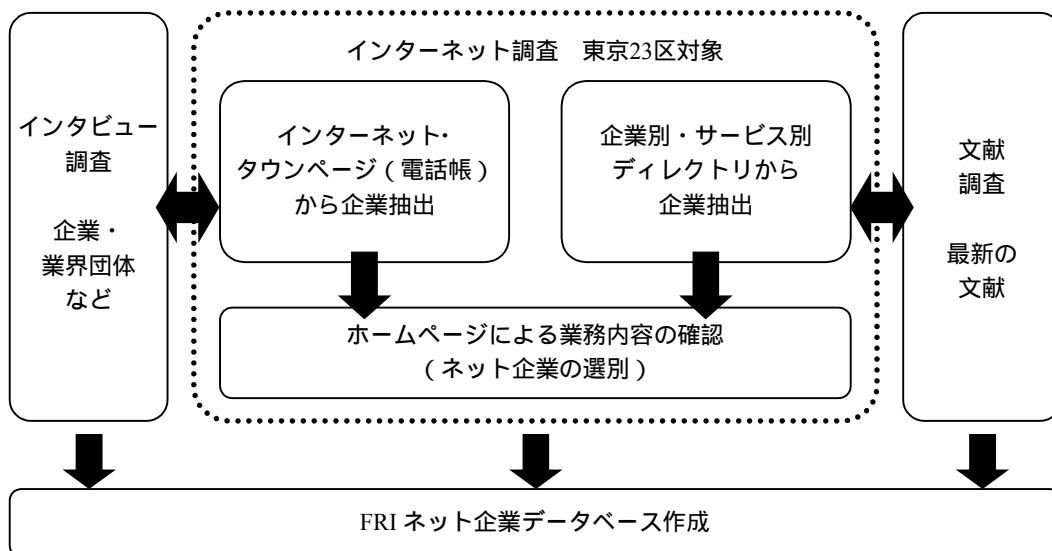 インターネット調査　東京23区対象
インタビュー
調査
企業・
業界団体
など
インターネット・
タウンページ（電話帳）
から企業抽出
企業別・サービス別
ディレクトリから
企業抽出
文献
調査
最新の
文献
ホームページによる業務内容の確認
（ネット企業の選別）
FRI ネット企業データベース作成